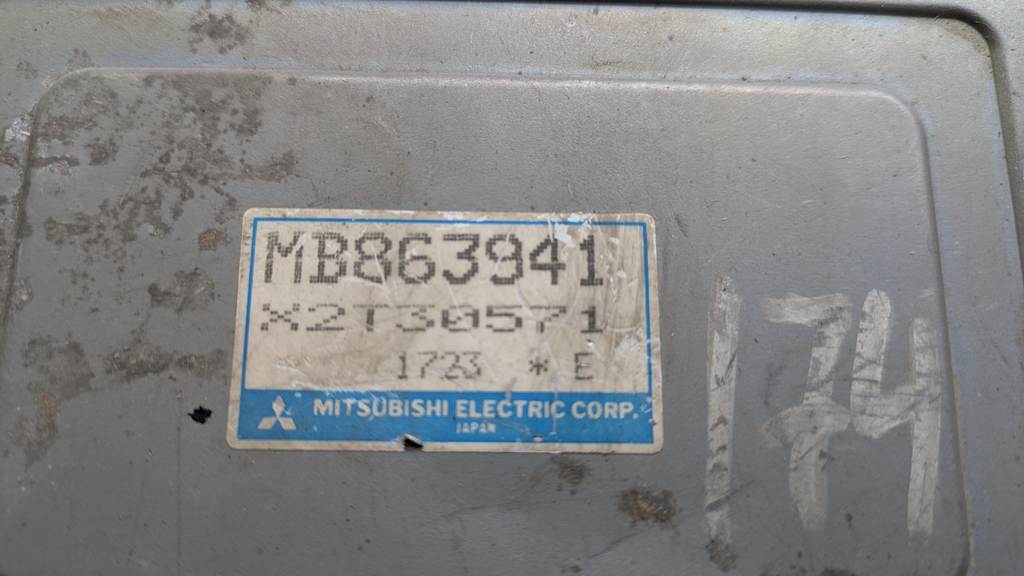 MB863941
X2T30571
1723 * E
MITSUBISHI ELECTRIC CORP.
JAPAN
174